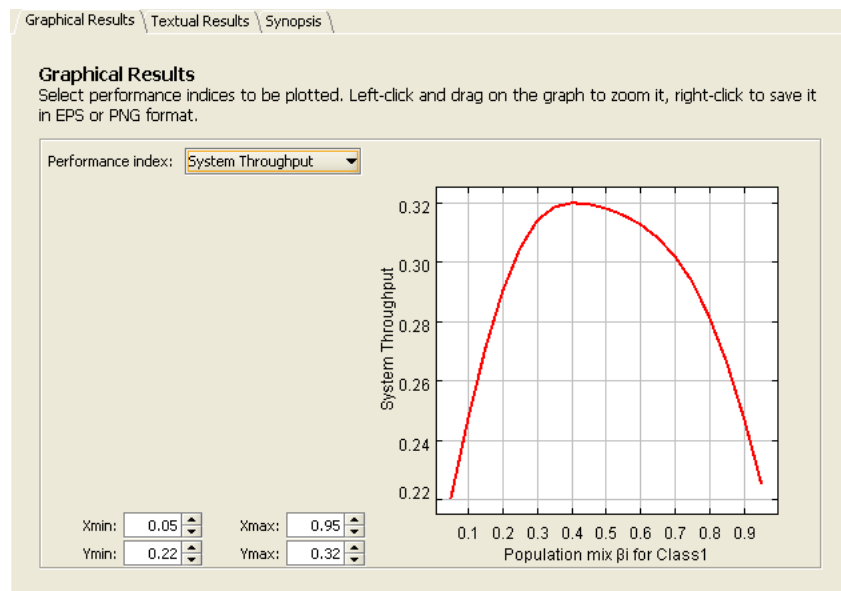 Graphical Results \ Textual Results \ Synopsis \
Graphical Results
Select performance indices to be plotted. Left-click and drag on the graph to zoom it, right-click to save it
in EPS or PNG format.
Performance index: System Throughput
System Throughput
0.32
0.30
0.28
0.26
0.24
0.22
0.1 0.2 0.3 0.4 0.5 0.6 0.7 0.8 0.9
Population mix βi for Class1
Xmin: 0.05 Xmax: 0.95
Ymin: 0.22 Ymax: 0.32